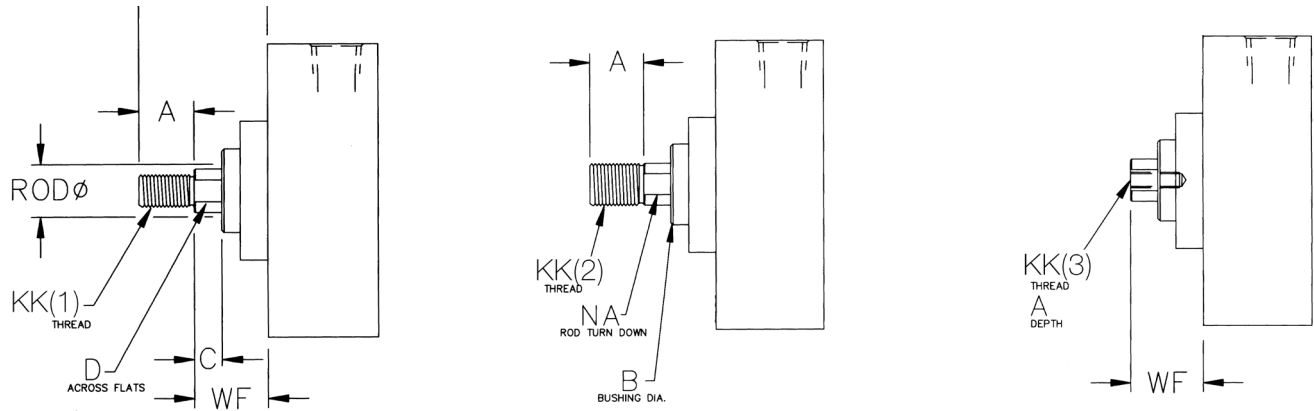 A
RODø
KK(1)
THREAD
D
ACROSS FLATS
C
WF
A
KK(2)
THREAD
NA
ROD TURN DOWN
B
BUSHING DIA.
KK(3)
THREAD
A
DEPTH
WF